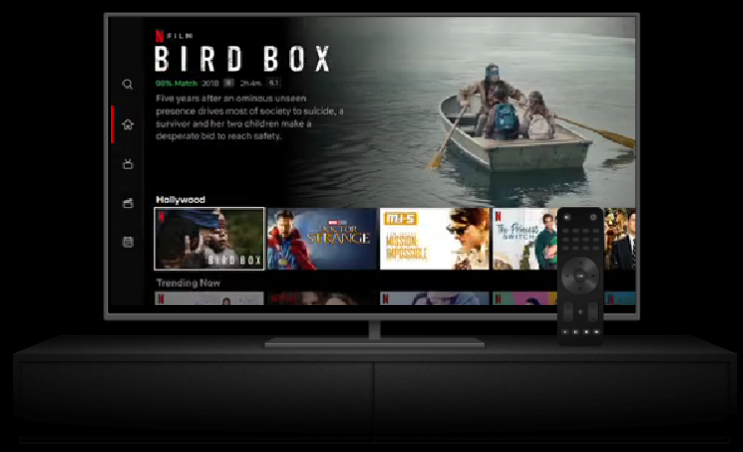 N FILM
BIRD BOX
98% Match 2018 2h 4m 5.1
Five years after an ominous unseen
presence drives most of society to suicide, a
survivor and her two children make a
desperate bid to reach safety.
Hollywood
N
BIRD BOX
DOCTOR
STRANGE
M:I-5
MISSION:
IMPOSSIBLE
N
The Princess
SWITCH
Trending Now
N
N
N
N
N